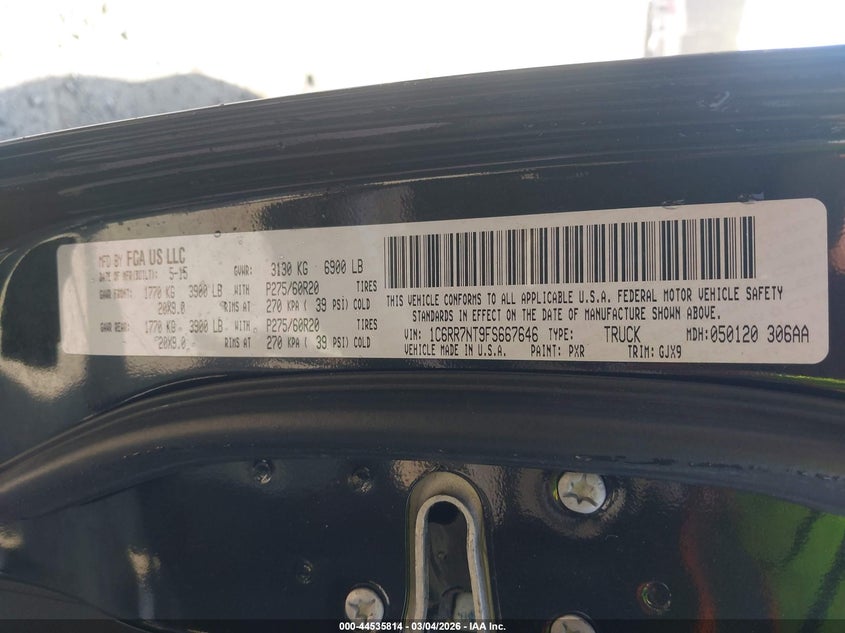 MFD BY FCA US LLC
DATE OF MFR(BUILT): 5-15 GVWR: 3130 KG 6900 LB
GAWR FRONT: 1770 KG 3900 LB WITH P275/60R20 TIRES
20X9.0 RIMS AT 270 KPA ( 39 PSI) COLD
GAWR REAR: 1770 KG 3900 LB WITH P275/60R20 TIRES
20X9.0 RIMS AT 270 KPA ( 39 PSI) COLD
THIS VEHICLE CONFORMS TO ALL APPLICABLE U.S.A. FEDERAL MOTOR VEHICLE SAFETY
STANDARDS IN EFFECT ON THE DATE OF MANUFACTURE SHOWN ABOVE.
VIN: 1C6RR7NT9FS667646 TYPE: TRUCK MDH:050120 306AA
VEHICLE MADE IN U.S.A. PAINT: PXR TRIM: GJX9
000-44535814 - 03/04/2026 - IAA Inc.